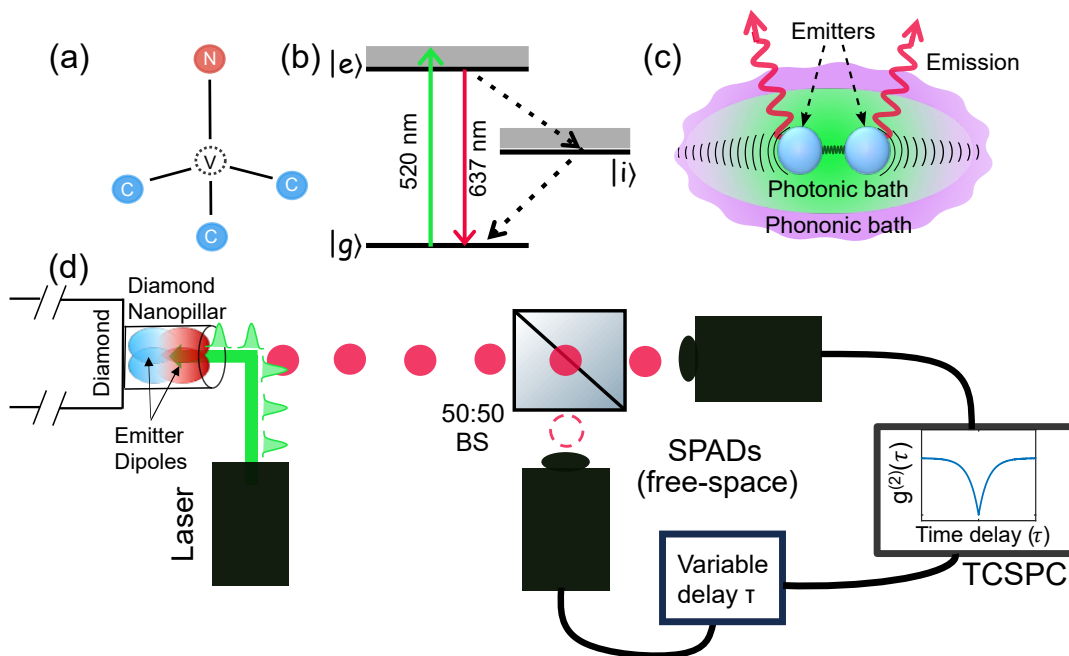 (a)
N
V
C
C
C
(b)
|e⟩
520 nm
637 nm
|i⟩
|g⟩
(c)
Emitters
Emission
Photonic bath
Phononic bath
(d)
Diamond
Nanopillar
Diamond
Emitter
Dipoles
Laser
50:50
BS
SPADs
(free-space)
Variable
delay τ
g⁽²⁾(τ)
Time delay (τ)
TCSPC